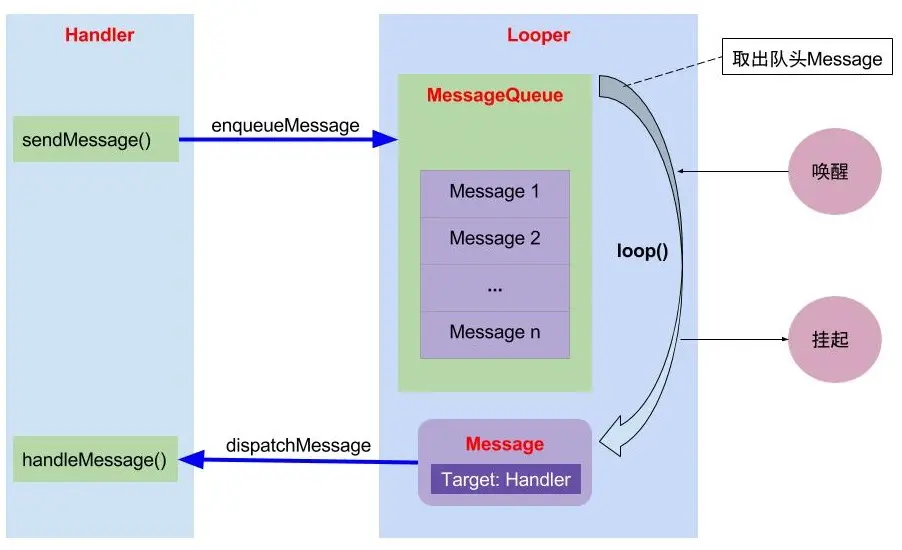 Handler
Looper
取出队头Message
MessageQueue
enqueueMessage
sendMessage()
唤醒
Message 1
Message 2
...
Message n
loop()
挂起
dispatchMessage
handleMessage()
Message
Target: Handler